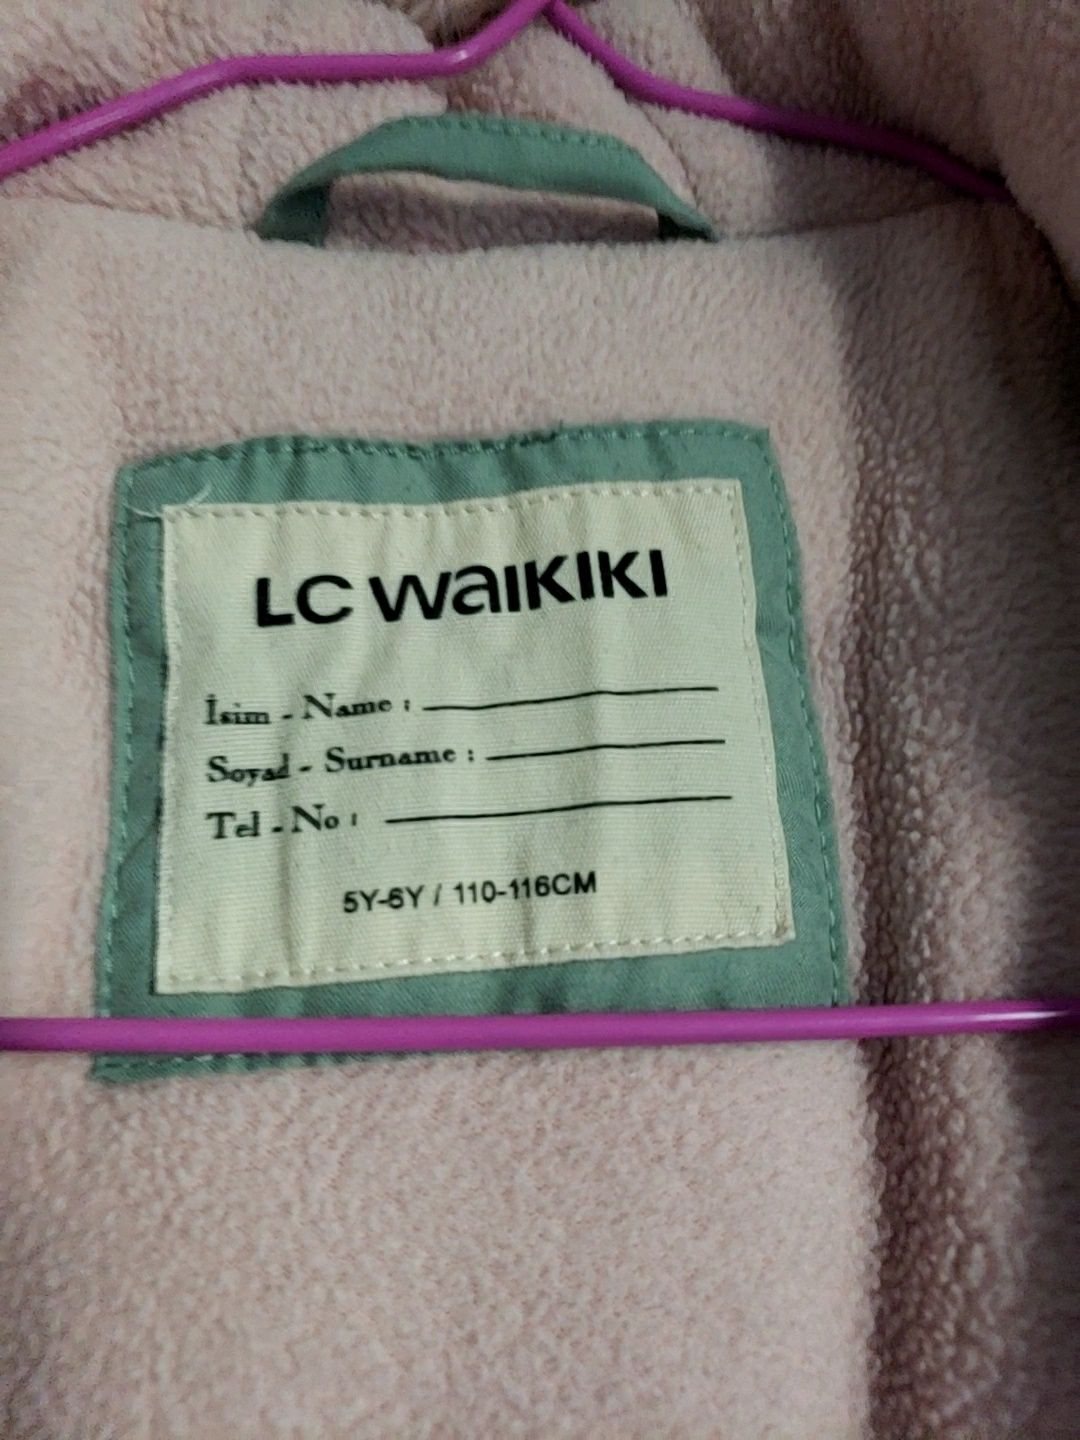 LC WAIKIKI
İsim - Name :
Soyad - Surname :
Tel - No :
5Y-6Y / 110-116CM